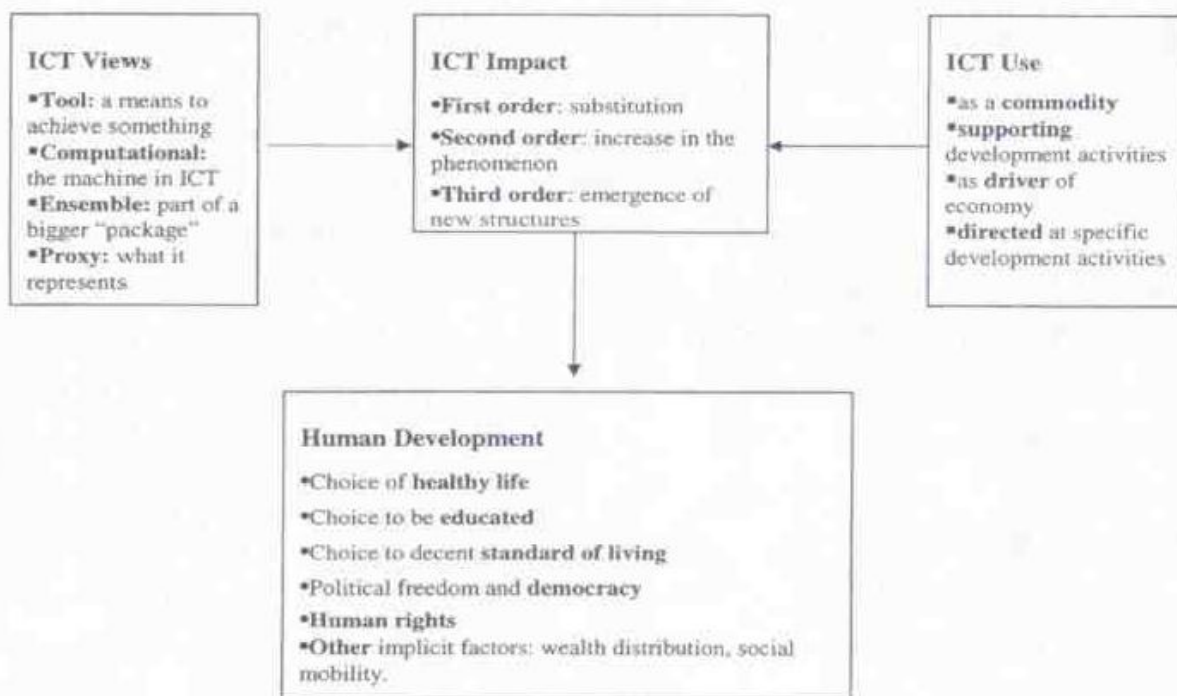 ICT Views
▪Tool: a means to
achieve something
▪Computational:
the machine in ICT
▪Ensemble: part of a
bigger "package"
▪Proxy: what it
represents
ICT Impact
▪First order: substitution
▪Second order: increase in the
phenomenon
▪Third order: emergence of
new structures
ICT Use
▪as a commodity
▪supporting
development activities
▪as driver of
economy
▪directed at specific
development activities
Human Development
▪Choice of healthy life
▪Choice to be educated
▪Choice to decent standard of living
▪Political freedom and democracy
▪Human rights
▪Other implicit factors: wealth distribution, social
mobility.